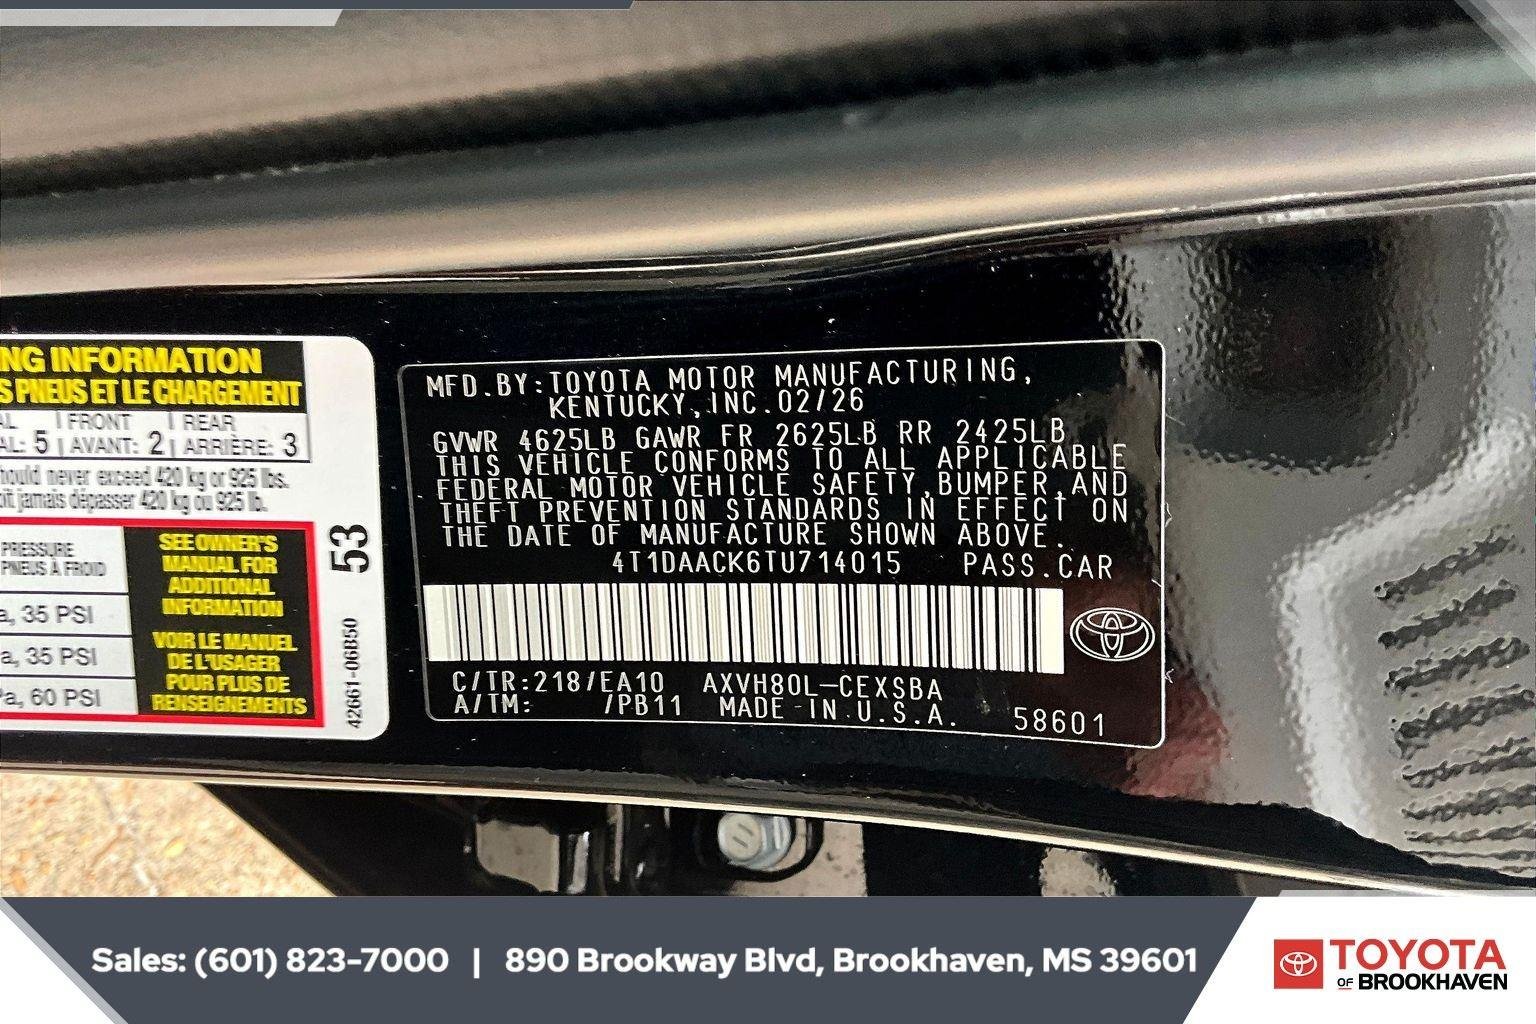 NG INFORMATION
S PNEUS ET LE CHARGEMENT
AL | FRONT | REAR
AL: 5 | AVANT: 2 | ARRIÈRE: 3
hould never exceed 420 kg or 925 lbs.
oit jamais dépasser 420 kg ou 925 lb.
PRESSURE
PNEUS À FROID
a, 35 PSI
a, 35 PSI
Pa, 60 PSI
SEE OWNER'S
MANUAL FOR
ADDITIONAL
INFORMATION
VOIR LE MANUEL
DE L'USAGER
POUR PLUS DE
RENSEIGNEMENTS
53
42661-06B50
MFD.BY:TOYOTA MOTOR MANUFACTURING,
KENTUCKY,INC.02/26
GVWR 4625LB GAWR FR 2625LB RR 2425LB
THIS VEHICLE CONFORMS TO ALL APPLICABLE
FEDERAL MOTOR VEHICLE SAFETY,BUMPER,AND
THEFT PREVENTION STANDARDS IN EFFECT ON
THE DATE OF MANUFACTURE SHOWN ABOVE.
4T1DAACK6TU714015 PASS.CAR
C/TR:218/EA10 AXVH80L-CEXSBA
A/TM: /PB11 MADE IN U.S.A. 58601
Sales: (601) 823-7000 | 890 Brookway Blvd, Brookhaven, MS 39601
TOYOTA
OF BROOKHAVEN